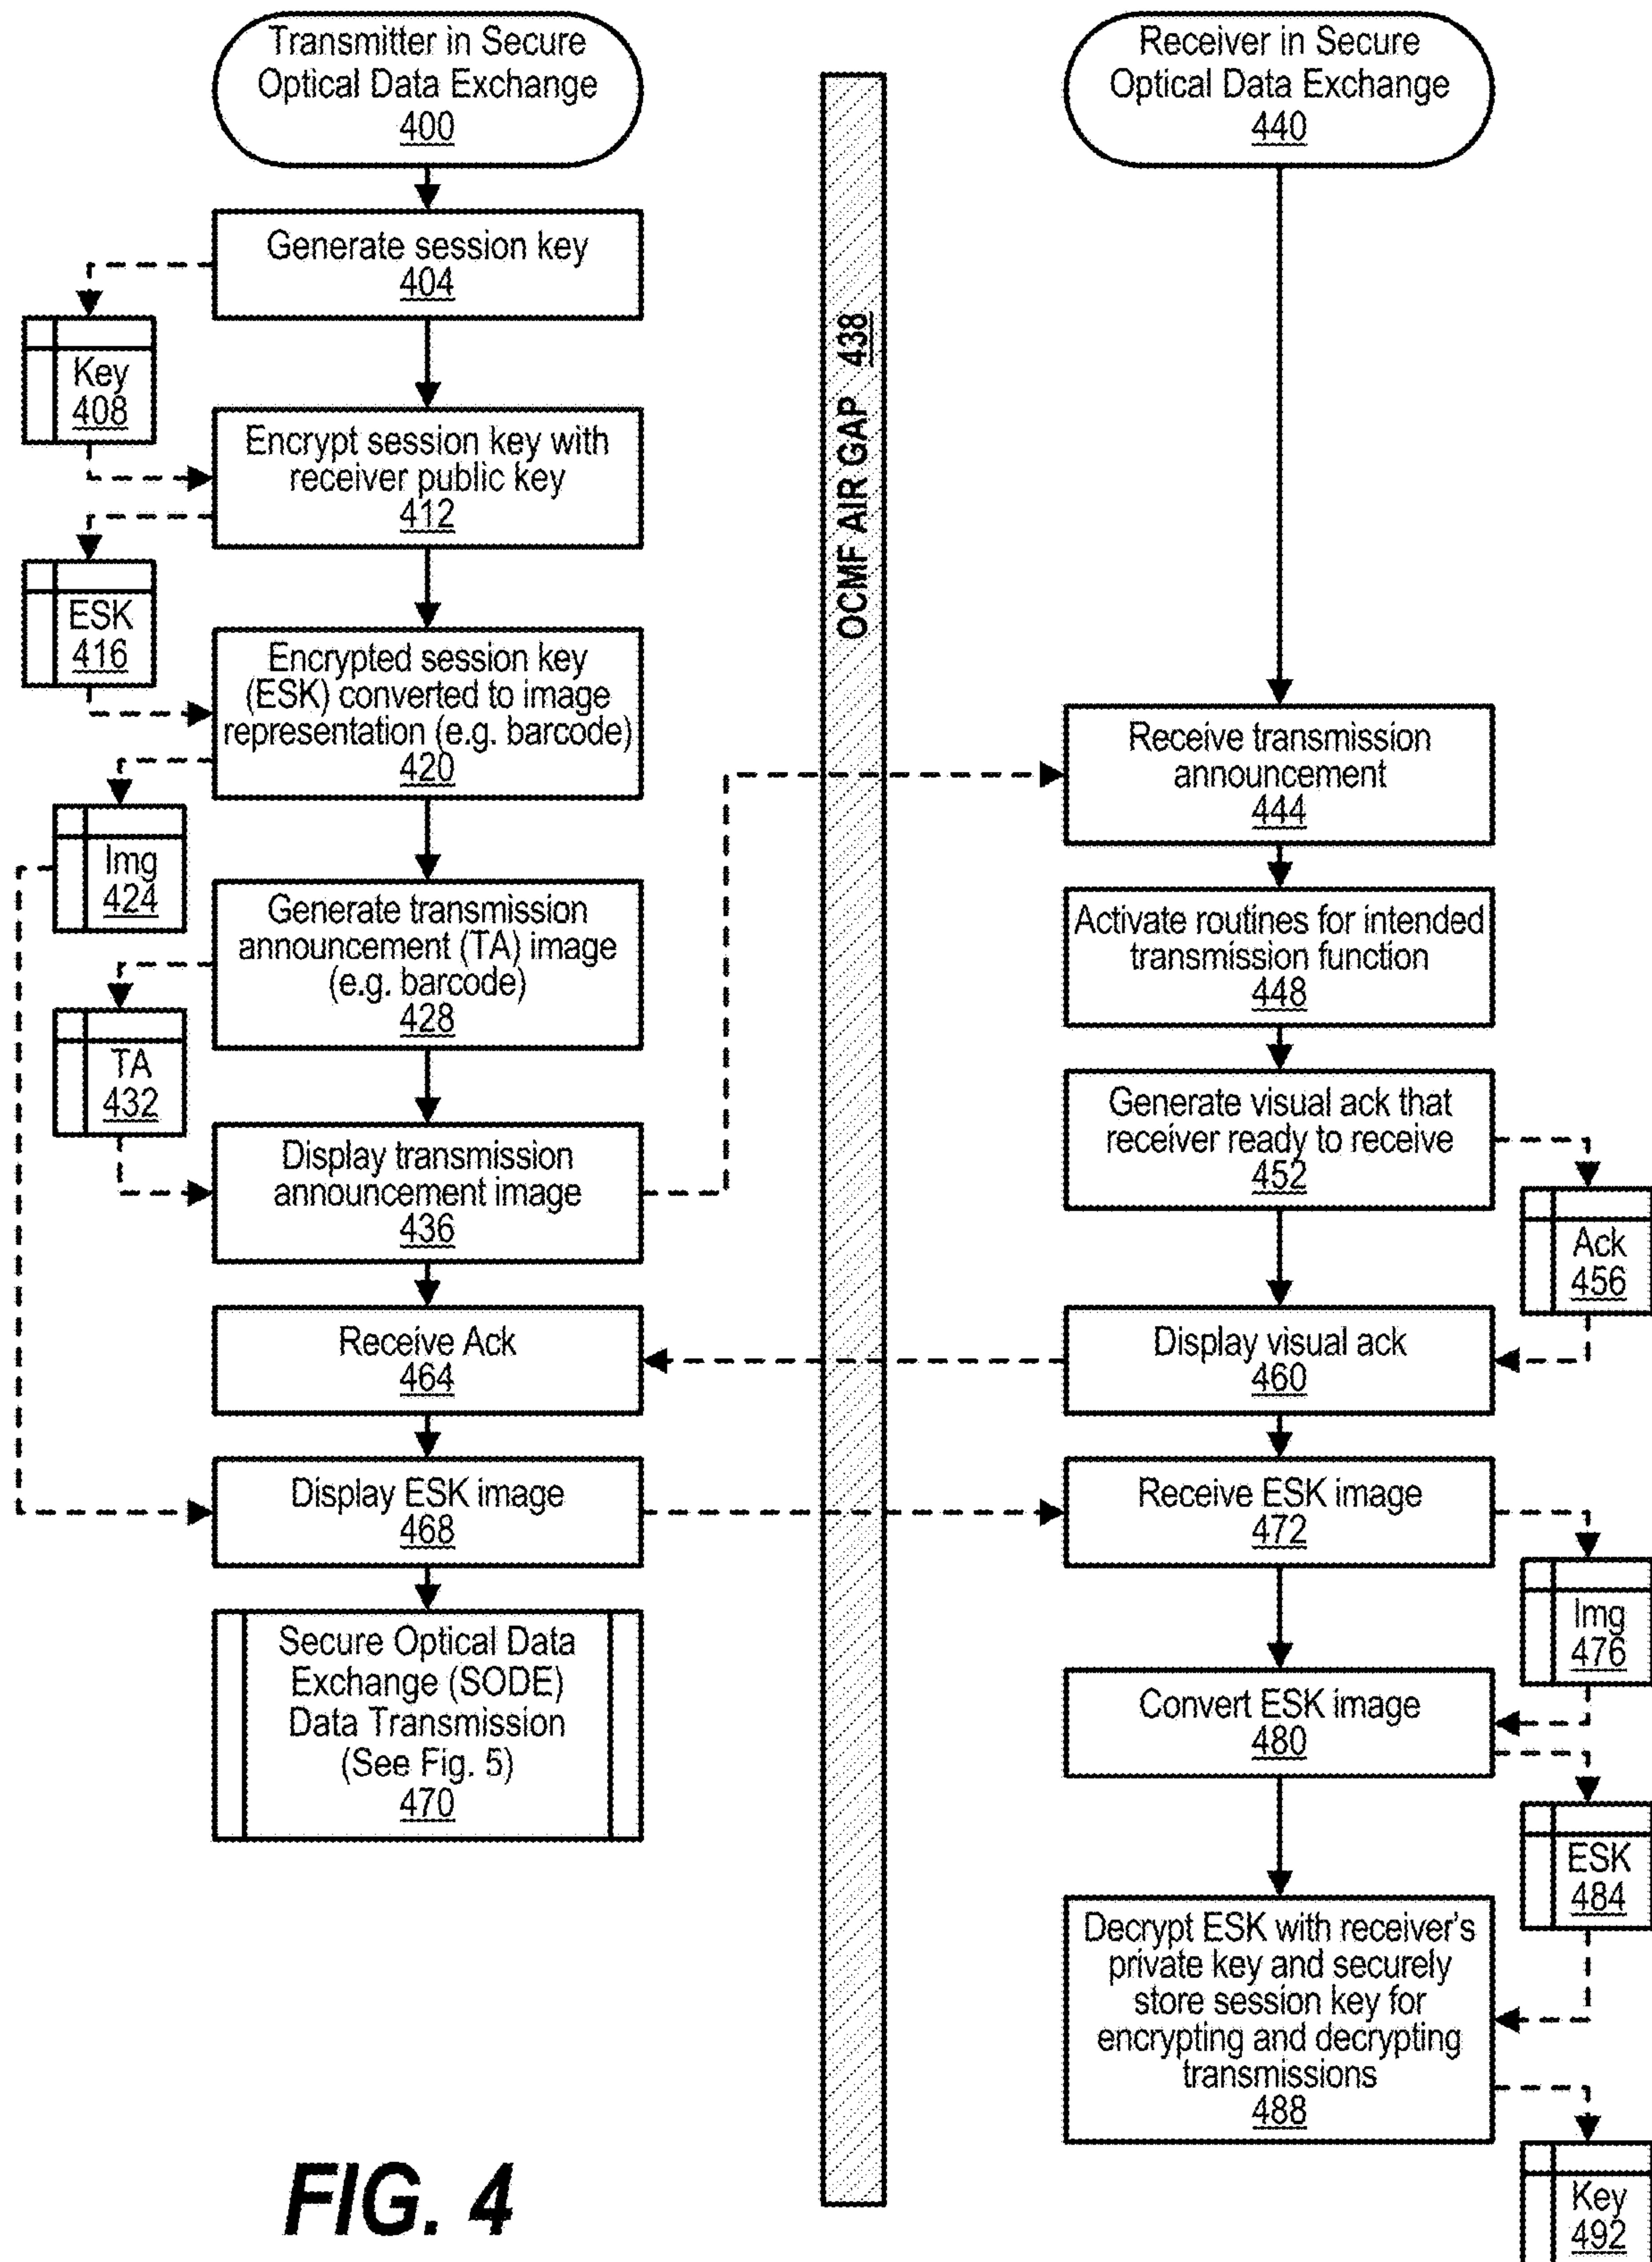 Transmitter in Secure
Optical Data Exchange
400
Generate session key
404
Key
408
Encrypt session key with
receiver public key
412
ESK
416
Encrypted session key
(ESK) converted to image
representation (e.g. barcode)
420
Img
424
Generate transmission
announcement (TA) image
(e.g. barcode)
428
TA
432
Display transmission
announcement image
436
Receive Ack
464
Display ESK image
468
Secure Optical Data
Exchange (SODE)
Data Transmission
(See Fig. 5)
470
OCMF AIR GAP 438
Receiver in Secure
Optical Data Exchange
440
Receive transmission
announcement
444
Activate routines for intended
transmission function
448
Generate visual ack that
receiver ready to receive
452
Ack
456
Display visual ack
460
Receive ESK image
472
Img
476
Convert ESK image
480
ESK
484
Decrypt ESK with receiver's
private key and securely
store session key for
encrypting and decrypting
transmissions
488
Key
492
FIG. 4